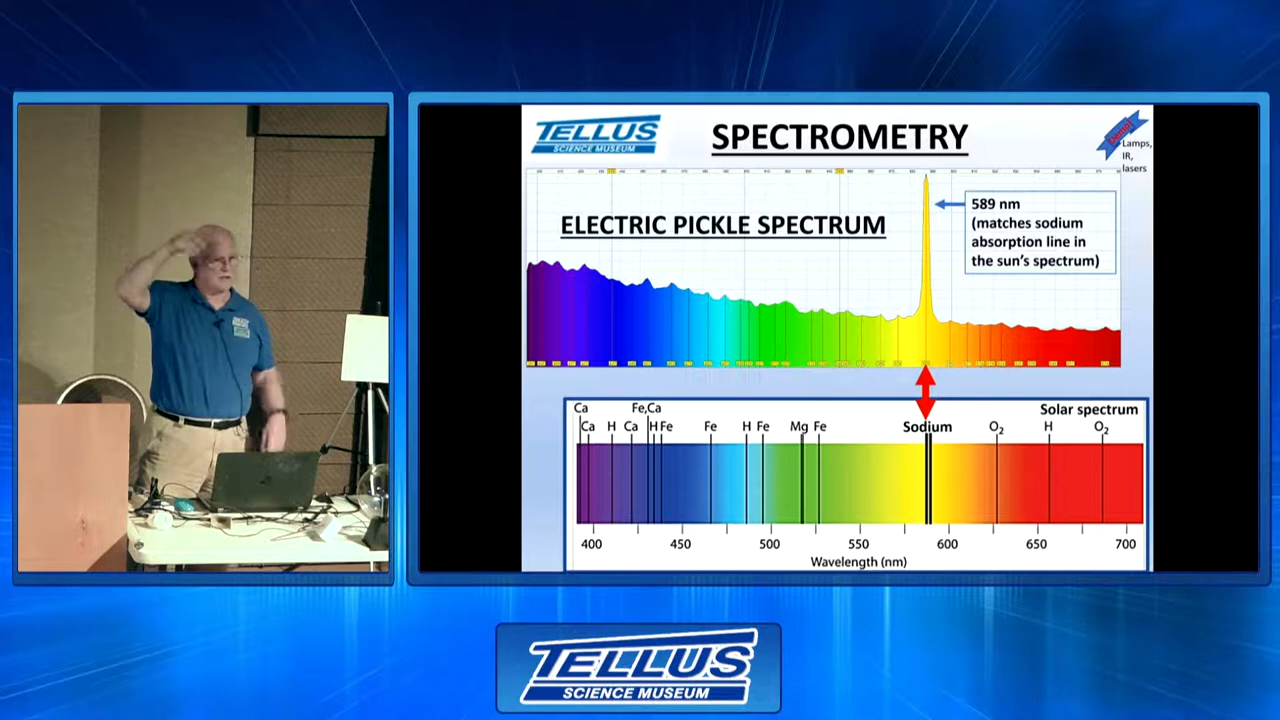 TELLUS
SCIENCE MUSEUM
SPECTROMETRY
Demo!
Lamps,
IR,
lasers
ELECTRIC PICKLE SPECTRUM
589 nm
(matches sodium
absorption line in
the sun's spectrum)
Ca Fe,Ca Solar spectrum
Ca H Ca H Fe Fe H Fe Mg Fe Sodium O₂ H O₂
400 450 500 550 600 650 700
Wavelength (nm)
TELLUS
SCIENCE MUSEUM